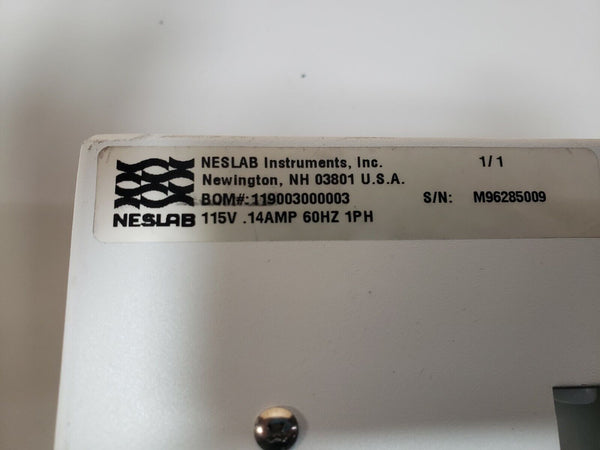 NESLAB Instruments, Inc. 1/1
Newington, NH 03801 U.S.A.
BOM#: 119003000003 S/N: M96285009
NESLAB 115V .14AMP 60HZ 1PH